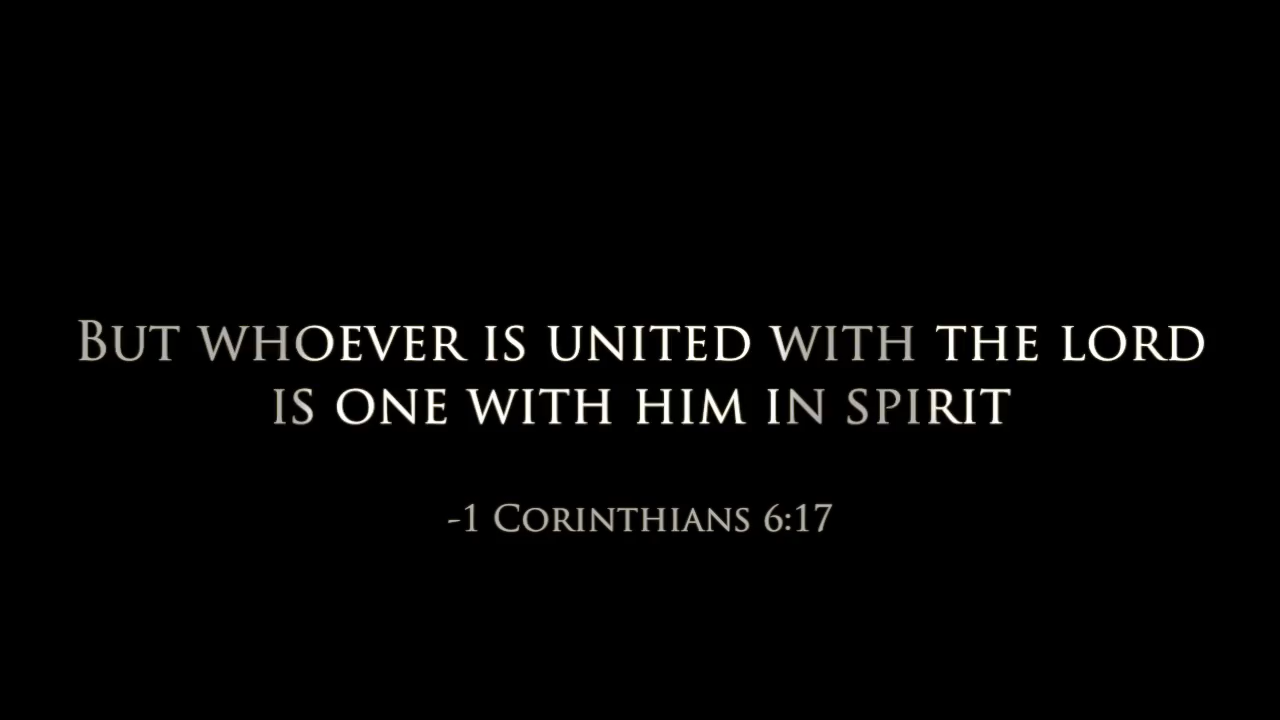 But whoever is united with the lord
is one with him in spirit
-1 Corinthians 6:17